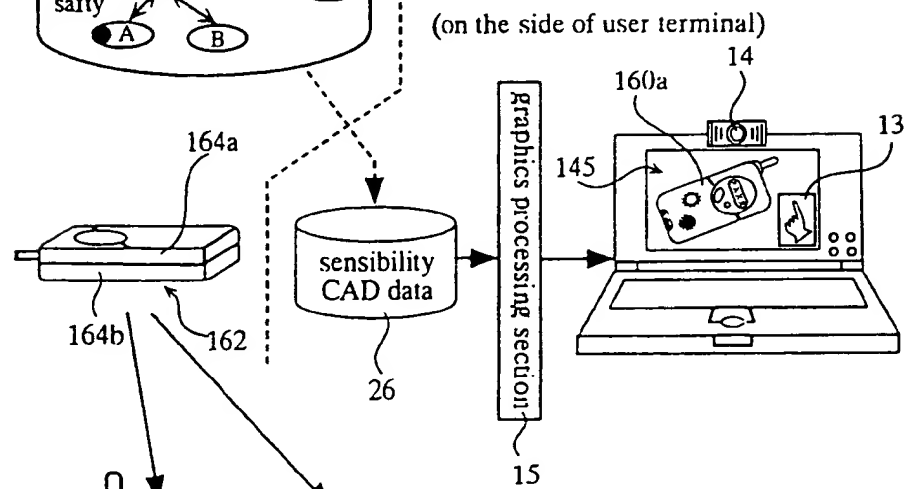 safty
A
B
(on the side of user terminal)
14
160a
13
145
164a
graphics processing section
sensibility
CAD data
164b
162
26
15